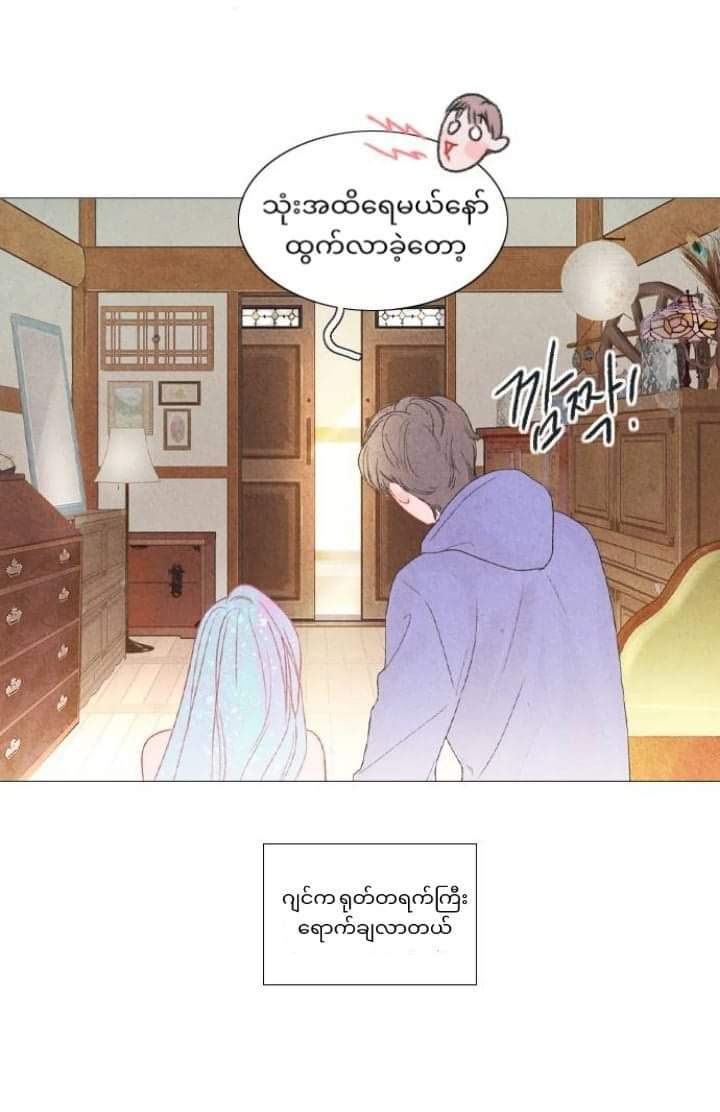 သုံးအထိရေမယ်နော်
ထွက်လာခဲ့တော့
깜짝!
ဂျင်က ရုတ်တရက်ကြီး
ရောက်ချလာတယ်